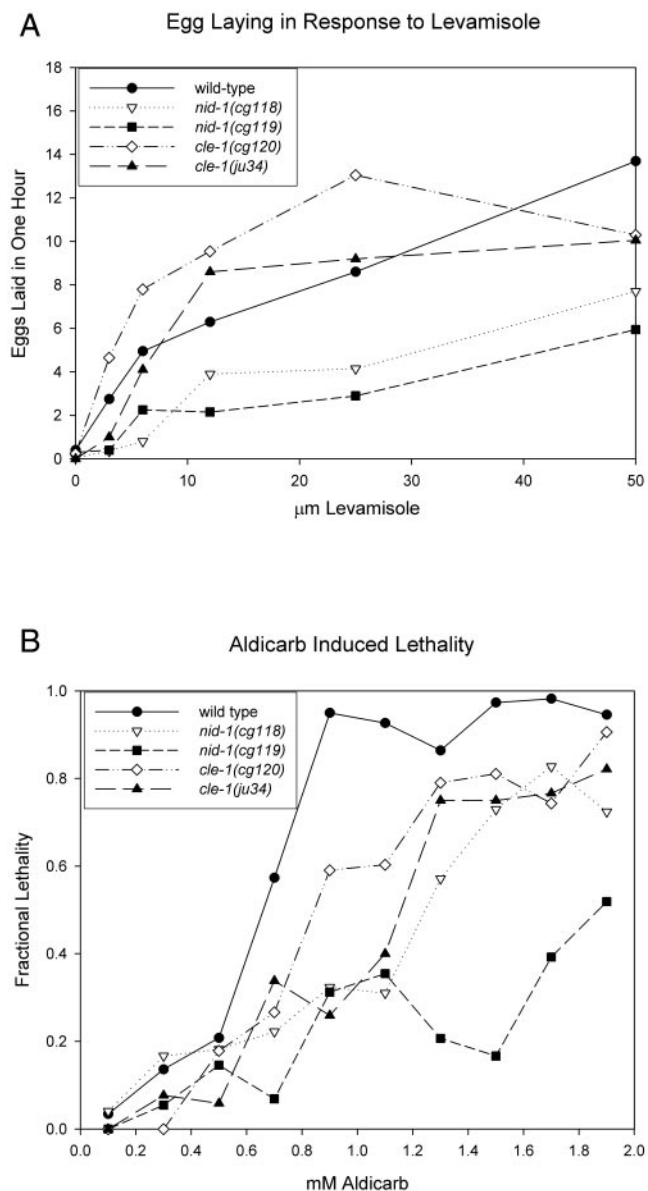 A
Egg Laying in Response to Levamisole
18
16
14
12
10
8
6
4
2
0
Eggs Laid in One Hour
wild-type
nid-1(cg118)
nid-1(cg119)
cle-1(cg120)
cle-1(ju34)
0 10 20 30 40 50
μm Levamisole
B
Aldicarb Induced Lethality
1.0
0.8
0.6
0.4
0.2
0.0
Fractional Lethality
wild type
nid-1(cg118)
nid-1(cg119)
cle-1(cg120)
cle-1(ju34)
0.0 0.2 0.4 0.6 0.8 1.0 1.2 1.4 1.6 1.8 2.0
mM Aldicarb